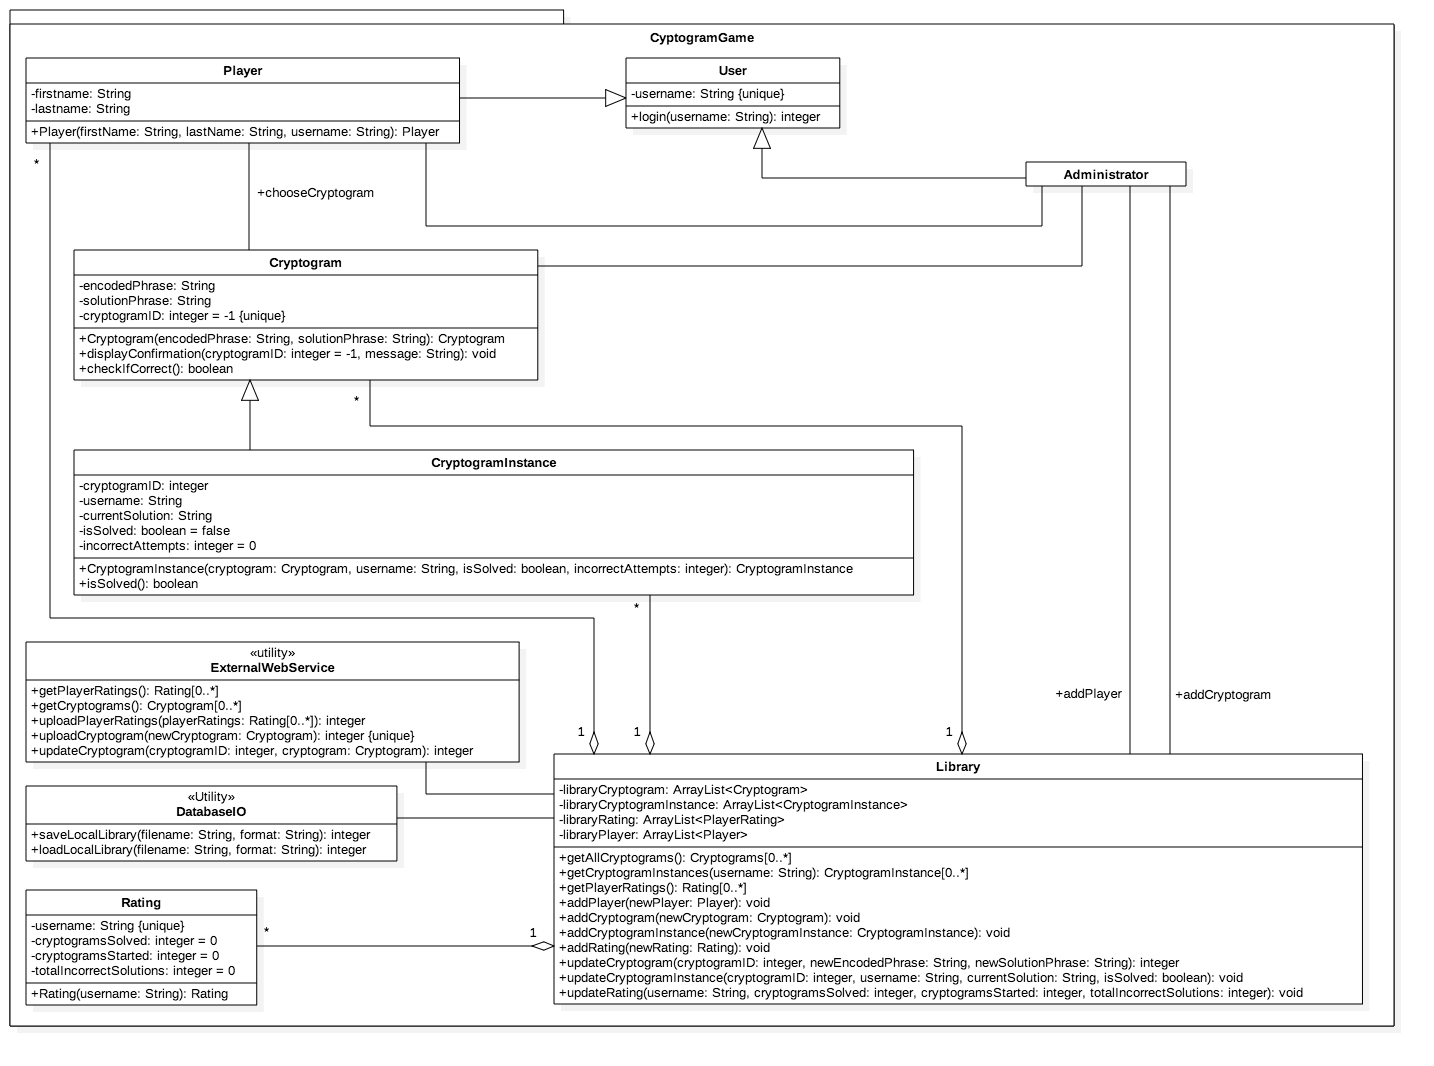 CyptogramGame
Player
-firstname: String
-lastname: String
+Player(firstName: String, lastName: String, username: String): Player
User
-username: String {unique}
+login(username: String): integer
*
+chooseCryptogram
Administrator
Cryptogram
-encodedPhrase: String
-solutionPhrase: String
-cryptogramID: integer = -1 {unique}
+Cryptogram(encodedPhrase: String, solutionPhrase: String): Cryptogram
+displayConfirmation(cryptogramID: integer = -1, message: String): void
+checkIfCorrect(): boolean
*
CryptogramInstance
-cryptogramID: integer
-username: String
-currentSolution: String
-isSolved: boolean = false
-incorrectAttempts: integer = 0
+CryptogramInstance(cryptogram: Cryptogram, username: String, isSolved: boolean, incorrectAttempts: integer): CryptogramInstance
+isSolved(): boolean
*
«utility»
ExternalWebService
+getPlayerRatings(): Rating[0..*]
+getCryptograms(): Cryptogram[0..*]
+uploadPlayerRatings(playerRatings: Rating[0..*]): integer
+uploadCryptogram(newCryptogram: Cryptogram): integer {unique}
+updateCryptogram(cryptogramID: integer, cryptogram: Cryptogram): integer
+addPlayer
+addCryptogram
1
1
1
«Utility»
DatabaseIO
+saveLocalLibrary(filename: String, format: String): integer
+loadLocalLibrary(filename: String, format: String): integer
Rating
-username: String {unique}
-cryptogramsSolved: integer = 0
-cryptogramsStarted: integer = 0
-totalIncorrectSolutions: integer = 0
+Rating(username: String): Rating
*
1
Library
-libraryCryptogram: ArrayList<Cryptogram>
-libraryCryptogramInstance: ArrayList<CryptogramInstance>
-libraryRating: ArrayList<PlayerRating>
-libraryPlayer: ArrayList<Player>
+getAllCryptograms(): Cryptograms[0..*]
+getCryptogramInstances(username: String): CryptogramInstance[0..*]
+getPlayerRatings(): Rating[0..*]
+addPlayer(newPlayer: Player): void
+addCryptogram(newCryptogram: Cryptogram): void
+addCryptogramInstance(newCryptogramInstance: CryptogramInstance): void
+addRating(newRating: Rating): void
+updateCryptogram(cryptogramID: integer, newEncodedPhrase: String, newSolutionPhrase: String): integer
+updateCryptogramInstance(cryptogramID: integer, username: String, currentSolution: String, isSolved: boolean): void
+updateRating(username: String, cryptogramsSolved: integer, cryptogramsStarted: integer, totalIncorrectSolutions: integer): void